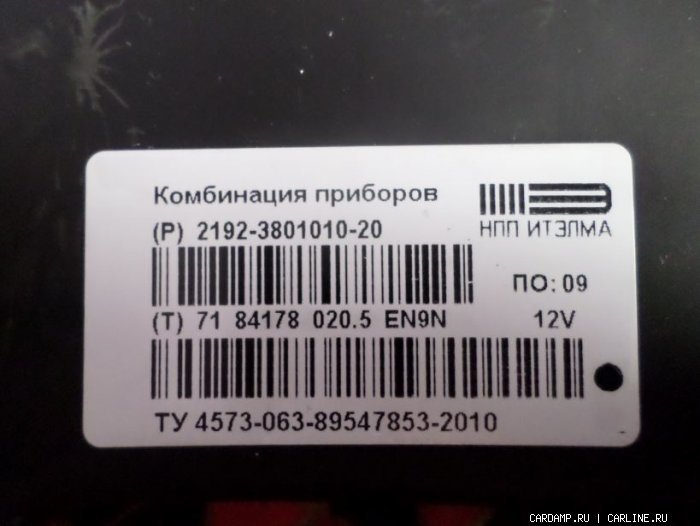 Комбинация приборов
(P) 2192-3801010-20
НПП ИТЭЛМА
ПО: 09
(T) 71 84178 020.5 EN9N
12V
ТУ 4573-063-89547853-2010
CARDAMP.RU | CARLINE.RU